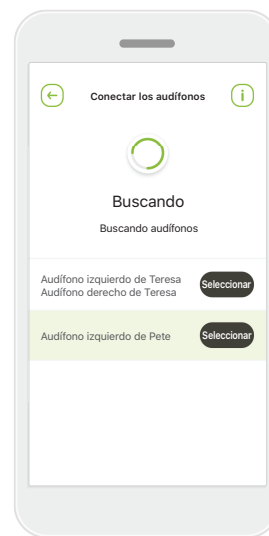 Conectar los audífonos
i
Buscando
Buscando audífonos
Audífono izquierdo de Teresa
Audífono derecho de Teresa
Seleccionar
Audífono izquierdo de Pete
Seleccionar